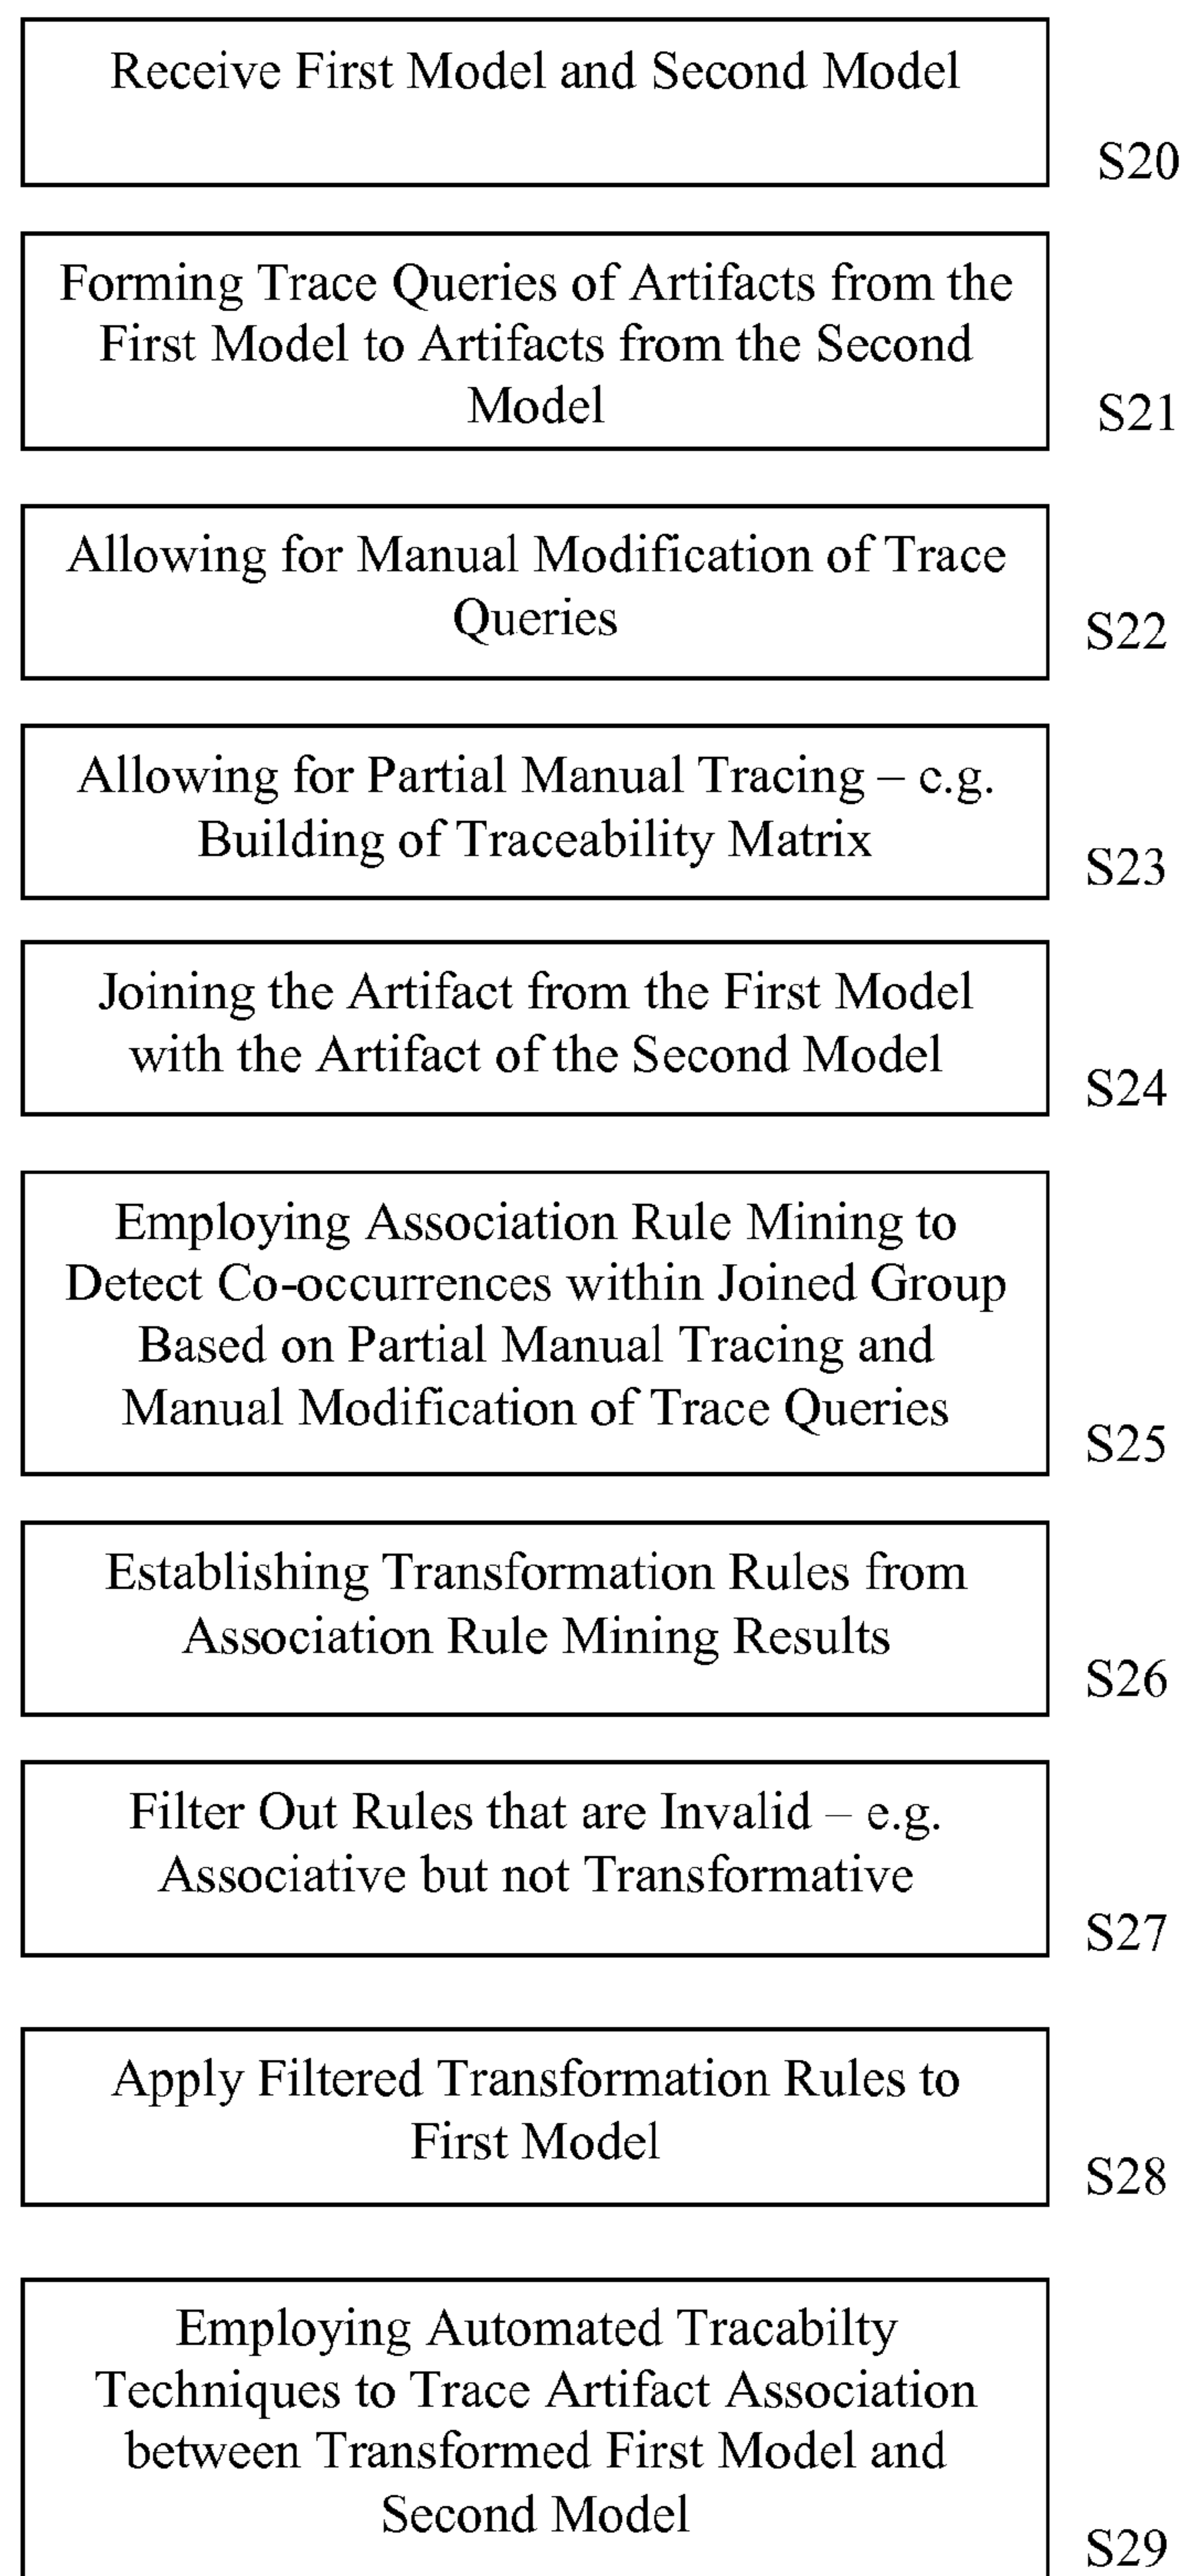 Receive First Model and Second Model
S20
Forming Trace Queries of Artifacts from the
First Model to Artifacts from the Second
Model
S21
Allowing for Manual Modification of Trace
Queries
S22
Allowing for Partial Manual Tracing – c.g.
Building of Traceability Matrix
S23
Joining the Artifact from the First Model
with the Artifact of the Second Model
S24
Employing Association Rule Mining to
Detect Co-occurrences within Joined Group
Based on Partial Manual Tracing and
Manual Modification of Trace Queries
S25
Establishing Transformation Rules from
Association Rule Mining Results
S26
Filter Out Rules that are Invalid – e.g.
Associative but not Transformative
S27
Apply Filtered Transformation Rules to
First Model
S28
Employing Automated Tracabilty
Techniques to Trace Artifact Association
between Transformed First Model and
Second Model
S29